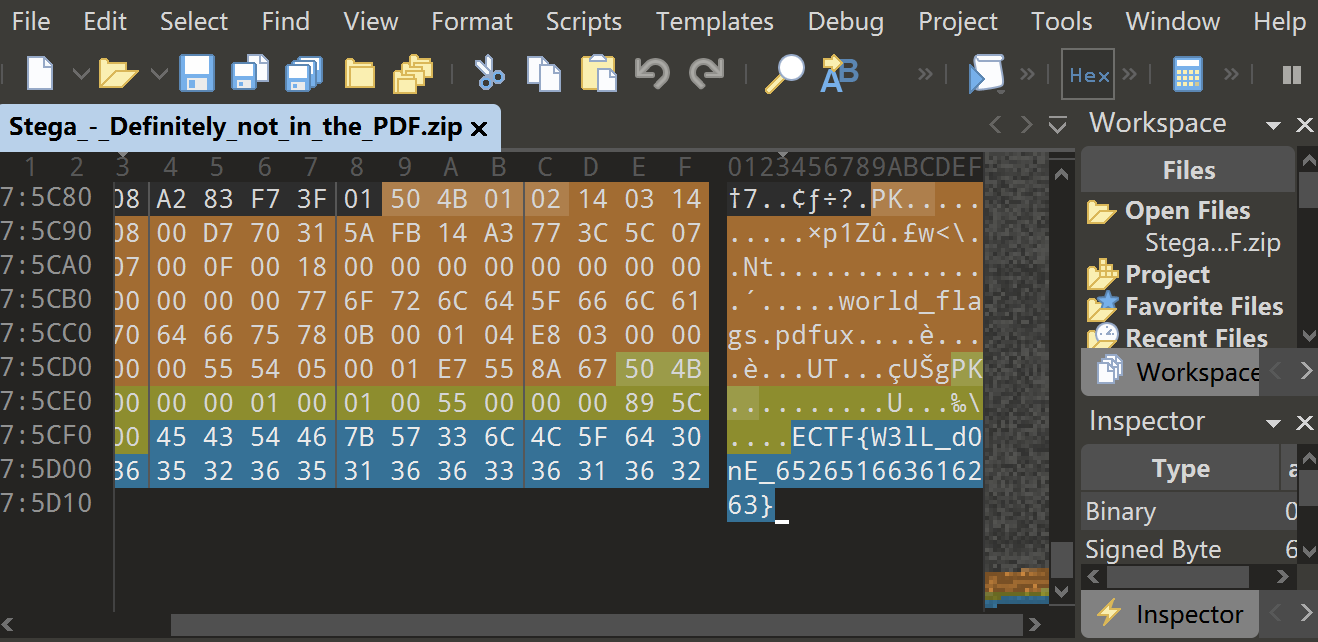 File Edit Select Find View Format Scripts Templates Debug Project Tools Window Help
Hex
Stega_-_Definitely_not_in_the_PDF.zip
Workspace
1 2 3 4 5 6 7 8 9 A B C D E F 0123456789ABCDEF
Files
7:5C80 08 A2 83 F7 3F 01 50 4B 01 02 14 03 14 †7..¢ƒ÷?.PK.....
Open Files
7:5C90 08 00 D7 70 31 5A FB 14 A3 77 3C 5C 07 .....×p1Zû.£w<\.
Stega...F.zip
7:5CA0 07 00 0F 00 18 00 00 00 00 00 00 00 00 .Nt.............
Project
7:5CB0 00 00 00 00 77 6F 72 6C 64 5F 66 6C 61 .´.....world_fla
Favorite Files
7:5CC0 70 64 66 75 78 0B 00 01 04 E8 03 00 00 gs.pdfux....è...
Recent Files
7:5CD0 00 00 55 54 05 00 01 E7 55 8A 67 50 4B .è...UT...çUŠgPK
Workspace
7:5CE0 00 00 00 01 00 01 00 55 00 00 00 89 5C ..........U...‰\
Inspector
7:5CF0 00 45 43 54 46 7B 57 33 6C 4C 5F 64 30 ....ECTF{W3lL_d0
Type
7:5D00 36 35 32 36 35 31 36 36 33 36 31 36 32 nE_6526516636162
7:5D10 63}
Binary 0
Signed Byte 6
Inspector